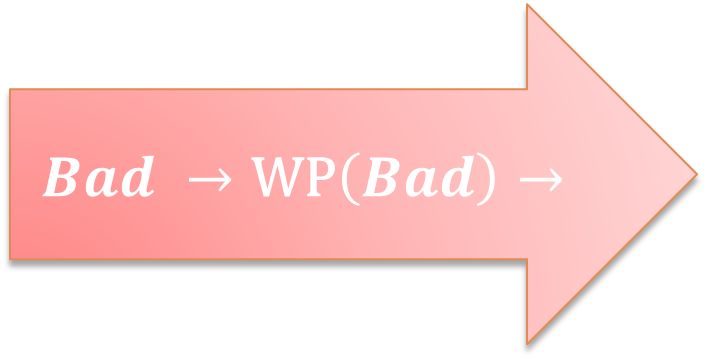 Bad → WP(Bad) →